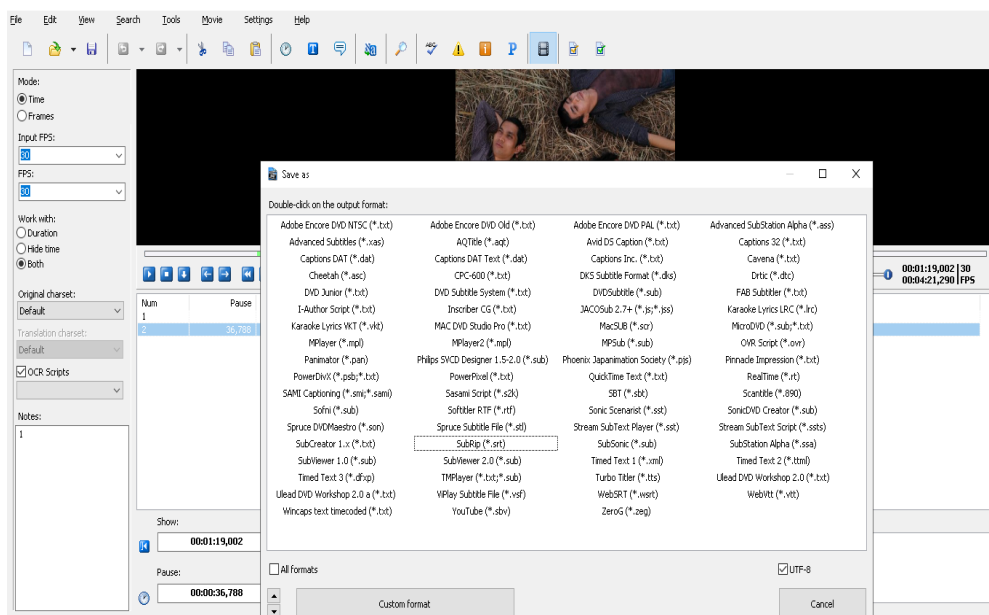 File Edit View Search Tools Movie Settings Help
Mode:
Time
Frames
Input FPS:
30
FPS:
30
Work with:
Duration
Hide time
Both
Original charset:
Default
Translation charset:
Default
OCR Scripts
Notes:
1
00:01:19,002 30
00:04:21,290 FPS
Num Pause
1
2 36,788
Show:
00:01:19,002
Pause:
00:00:36,788
Save as
Double-click on the output format:
Adobe Encore DVD NTSC (*.txt) Adobe Encore DVD Old (*.txt) Adobe Encore DVD PAL (*.txt) Advanced SubStation Alpha (*.ass)
Advanced Subtitles (*.xas) AQTitle (*.aqt) Avid DS Caption (*.txt) Captions 32 (*.txt)
Captions DAT (*.dat) Captions DAT Text (*.dat) Captions Inc. (*.txt) Cavena (*.txt)
Cheetah (*.asc) CPC-600 (*.txt) DKS Subtitle Format (*.dks) Drtic (*.dtc)
DVD Junior (*.txt) DVD Subtitle System (*.txt) DVDSubtitle (*.sub) FAB Subtitler (*.txt)
I-Author Script (*.txt) Inscriber CG (*.txt) JACOSub 2.7+ (*.js;*.jss) Karaoke Lyrics LRC (*.lrc)
Karaoke Lyrics VKT (*.vkt) MAC DVD Studio Pro (*.txt) MacSUB (*.scr) MicroDVD (*.sub;*.txt)
MPlayer (*.mpl) MPlayer2 (*.mpl) MPSub (*.sub) OVR Script (*.ovr)
Panimator (*.pan) Philips SVCD Designer 1.5-2.0 (*.sub) Phoenix Japanimation Society (*.pjs) Pinnacle Impression (*.txt)
PowerDivX (*.psb;*.txt) PowerPixel (*.txt) QuickTime Text (*.txt) RealTime (*.rt)
SAMI Captioning (*.smi;*.sami) Sasami Script (*.s2k) SBT (*.sbt) Scantitle (*.890)
Sofni (*.sub) Softitler RTF (*.rtf) Sonic Scenarist (*.sst) SonicDVD Creator (*.sub)
Spruce DVDMaestro (*.son) Spruce Subtitle File (*.stl) Stream SubText Player (*.sst) Stream SubText Script (*.ssts)
SubCreator 1.x (*.txt) SubRip (*.srt) SubSonic (*.sub) SubStation Alpha (*.ssa)
SubViewer 1.0 (*.sub) SubViewer 2.0 (*.sub) Timed Text 1 (*.xml) Timed Text 2 (*.ttml)
Timed Text 3 (*.dfxp) TMPlayer (*.txt;*.sub) Turbo Titler (*.tts) Ulead DVD Workshop 2.0 (*.txt)
Ulead DVD Workshop 2.0 a (*.txt) ViPlay Subtitle File (*.vsf) WebSRT (*.wsrt) WebVtt (*.vtt)
Wincaps text timecoded (*.txt) YouTube (*.sbv) ZeroG (*.zeg)
All formats UTF-8
Custom format Cancel